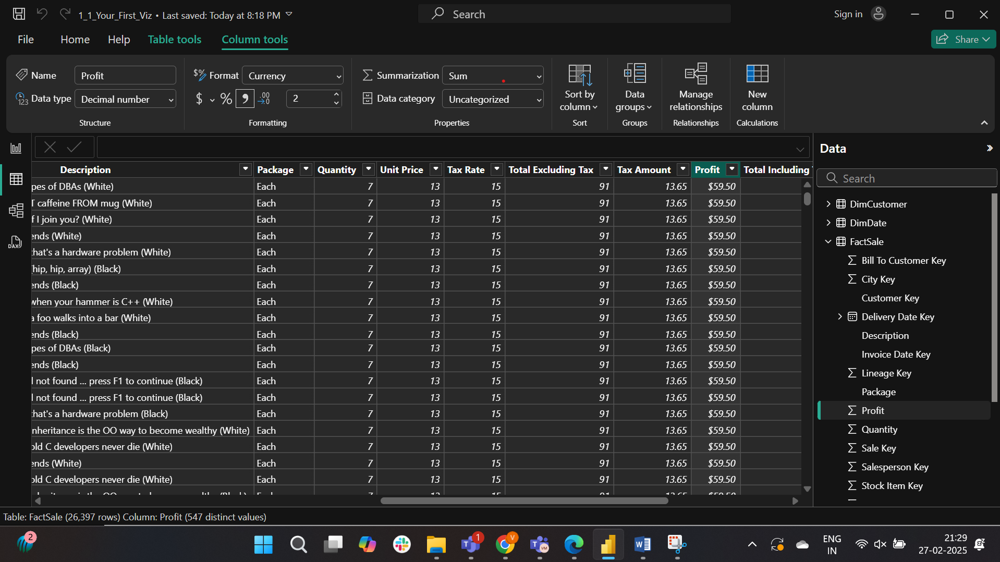 1_1_Your_First_Viz • Last saved: Today at 8:18 PM
Search
Sign in
File Home Help Table tools Column tools
Share
Name Profit
Format Currency
Summarization Sum
Data type Decimal number
$ % , .00 2
Data category Uncategorized
Sort by column
Data groups
Manage relationships
New column
Structure Formatting Properties Sort Groups Relationships Calculations
Data
Search
Description Package Quantity Unit Price Tax Rate Total Excluding Tax Tax Amount Profit Total Including
pes of DBAs (White) Each 7 13 15 91 13.65 $59.50
T caffeine FROM mug (White) Each 7 13 15 91 13.65 $59.50
f I join you? (White) Each 7 13 15 91 13.65 $59.50
ends (White) Each 7 13 15 91 13.65 $59.50
hat's a hardware problem (White) Each 7 13 15 91 13.65 $59.50
(hip, hip, array) (Black) Each 7 13 15 91 13.65 $59.50
ends (Black) Each 7 13 15 91 13.65 $59.50
when your hammer is C++ (White) Each 7 13 15 91 13.65 $59.50
a foo walks into a bar (White) Each 7 13 15 91 13.65 $59.50
ends (Black) Each 7 13 15 91 13.65 $59.50
pes of DBAs (Black) Each 7 13 15 91 13.65 $59.50
ends (Black) Each 7 13 15 91 13.65 $59.50
l not found ... press F1 to continue (Black) Each 7 13 15 91 13.65 $59.50
l not found ... press F1 to continue (Black) Each 7 13 15 91 13.65 $59.50
hat's a hardware problem (Black) Each 7 13 15 91 13.65 $59.50
nheritance is the OO way to become wealthy (White) Each 7 13 15 91 13.65 $59.50
old C developers never die (White) Each 7 13 15 91 13.65 $59.50
ends (White) Each 7 13 15 91 13.65 $59.50
old C developers never die (White) Each 7 13 15 91 13.65 $59.50
DimCustomer
DimDate
FactSale
Bill To Customer Key
City Key
Customer Key
Delivery Date Key
Description
Invoice Date Key
Lineage Key
Package
Profit
Quantity
Sale Key
Salesperson Key
Stock Item Key
Table: FactSale (26,397 rows) Column: Profit (547 distinct values)
2
1
V
VM
ENG
IN
21:29
27-02-2025